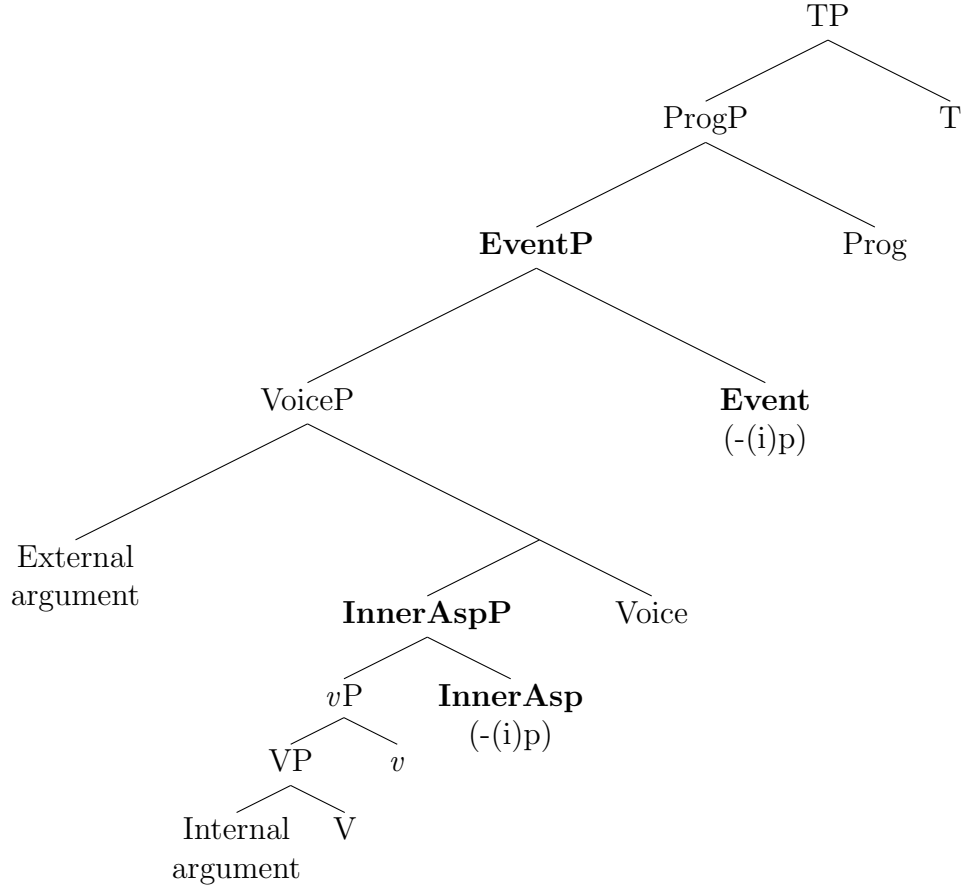 TP
ProgP T
EventP Prog
VoiceP Event
(-(i)p)
External
argument
InnerAspP Voice
vP InnerAsp
(-(i)p)
VP v
Internal V
argument